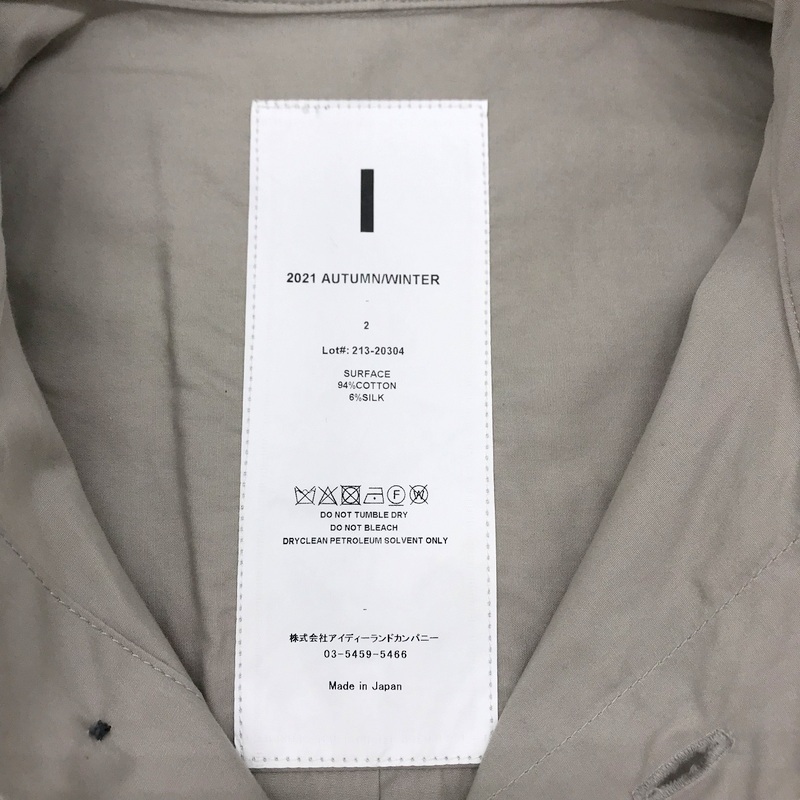 I
2021 AUTUMN/WINTER
-
2
Lot#: 213-20304
SURFACE
94%COTTON
6%SILK
F W
DO NOT TUMBLE DRY
DO NOT BLEACH
DRYCLEAN PETROLEUM SOLVENT ONLY
-
株式会社アイディーランドカンパニー
03-5459-5466
Made in Japan